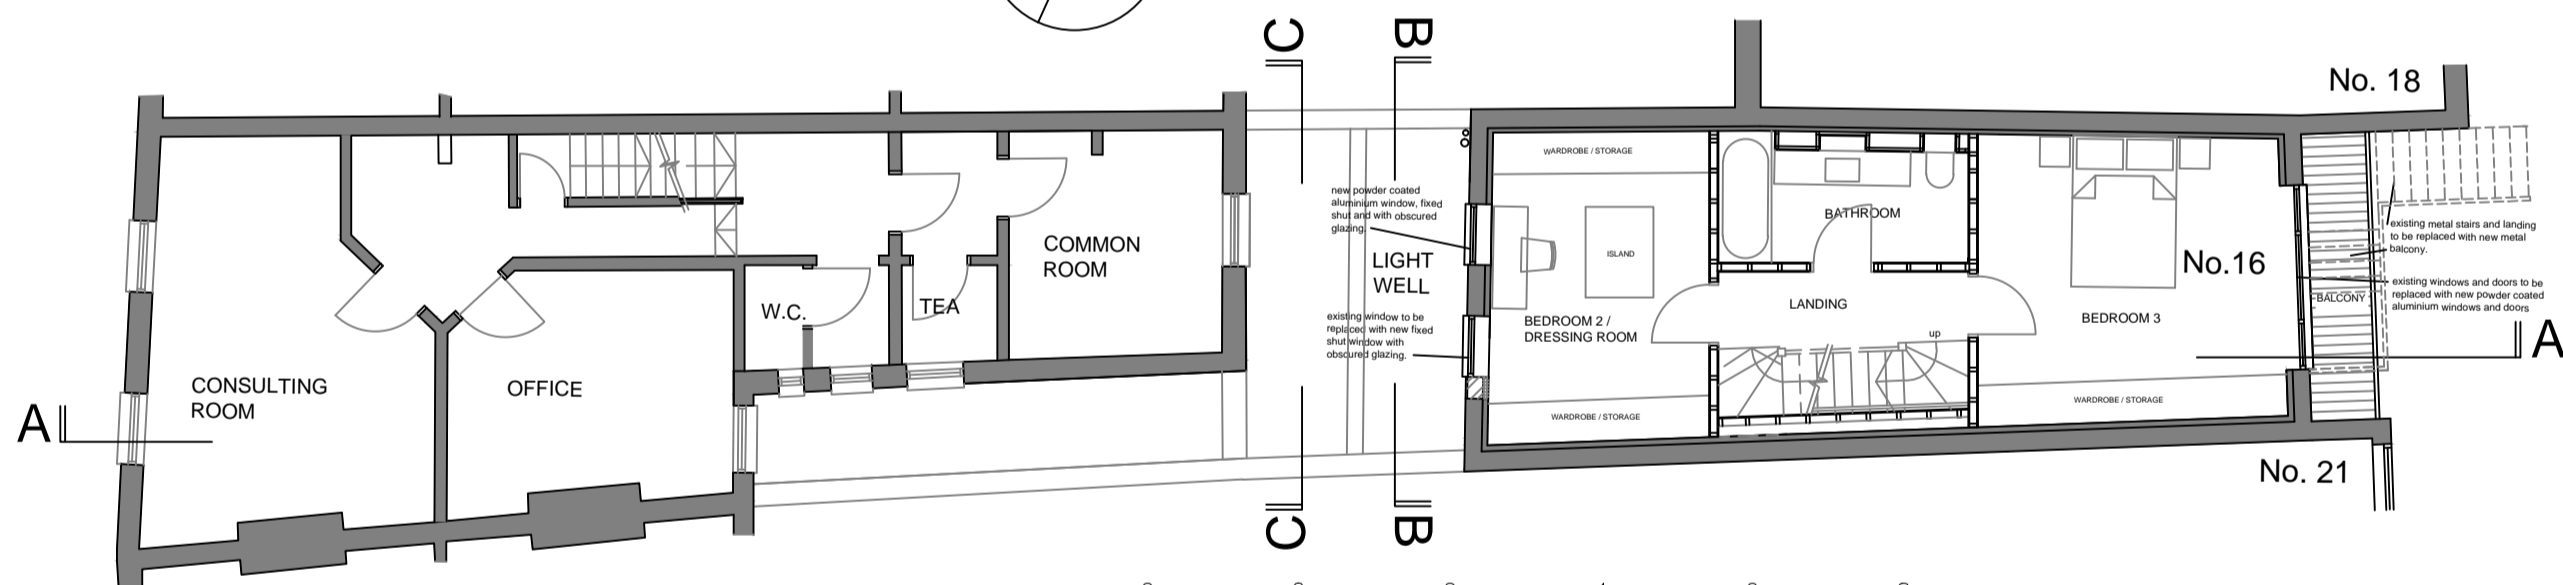 C
B
No. 18
WARDROBE / STORAGE
new powder coated
aluminium window, fixed
shut and with obscured
glazing.
BATHROOM
existing metal stairs and landing
to be replaced with new metal
balcony.
COMMON
ROOM
LIGHT
WELL
ISLAND
No.16
existing windows and doors to be
replaced with new powder coated
aluminium windows and doors
BALCONY
W.C.
TEA
LANDING
existing window to be
replaced with new fixed
shut window with
obscured glazing.
BEDROOM 2 /
DRESSING ROOM
up
BEDROOM 3
A
CONSULTING
ROOM
OFFICE
WARDROBE / STORAGE
WARDROBE / STORAGE
A
No. 21
C
B